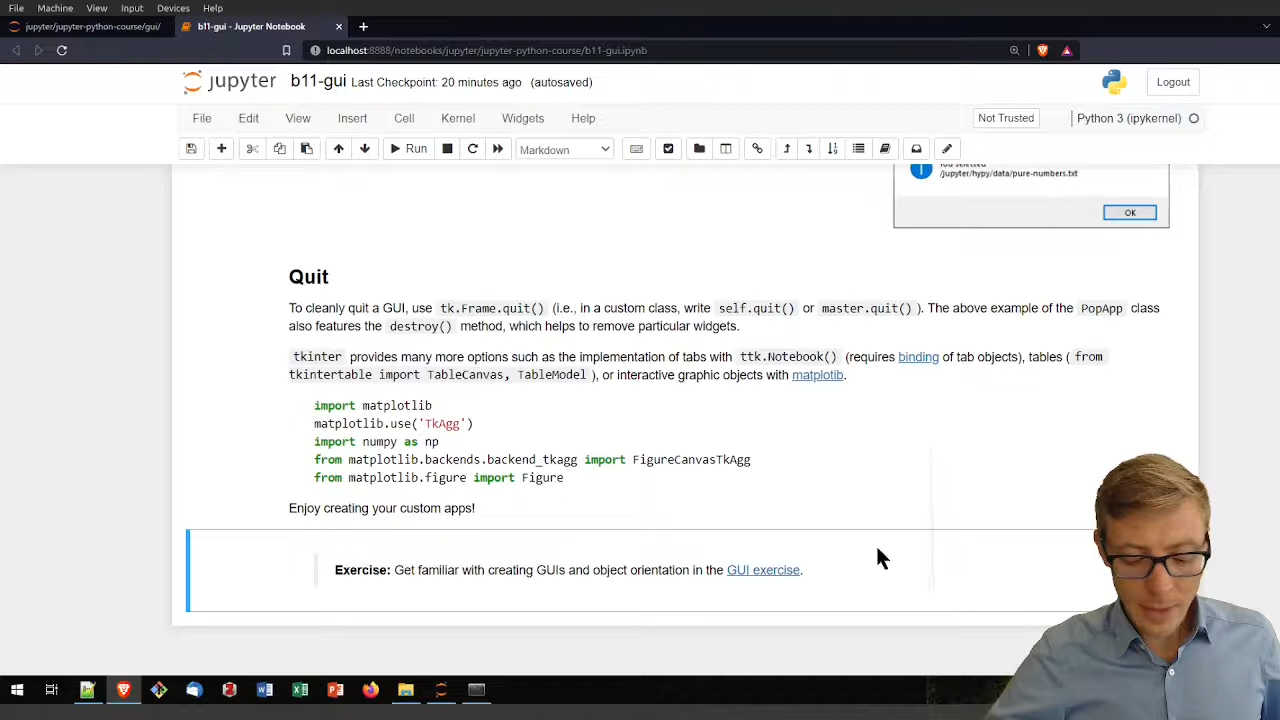 File Machine View Input Devices Help
jupyter/jupyter-python-course/gui/ b11-gui - Jupyter Notebook
localhost:8888/notebooks/jupyter/jupyter-python-course/b11-gui.ipynb
jupyter b11-gui Last Checkpoint: 20 minutes ago (autosaved) Logout
File Edit View Insert Cell Kernel Widgets Help Not Trusted Python 3 (ipykernel)
Run Markdown
/jupyter/hypy/data/pure-numbers.txt
OK
Quit
To cleanly quit a GUI, use tk.Frame.quit() (i.e., in a custom class, write self.quit() or master.quit() ). The above example of the PopApp class
also features the destroy() method, which helps to remove particular widgets.
tkinter provides many more options such as the implementation of tabs with ttk.Notebook() (requires binding of tab objects), tables ( from
tkintertable import TableCanvas, TableModel ), or interactive graphic objects with matplotib.
import matplotlib
matplotlib.use('TkAgg')
import numpy as np
from matplotlib.backends.backend_tkagg import FigureCanvasTkAgg
from matplotlib.figure import Figure
Enjoy creating your custom apps!
Exercise: Get familiar with creating GUIs and object orientation in the GUI exercise.